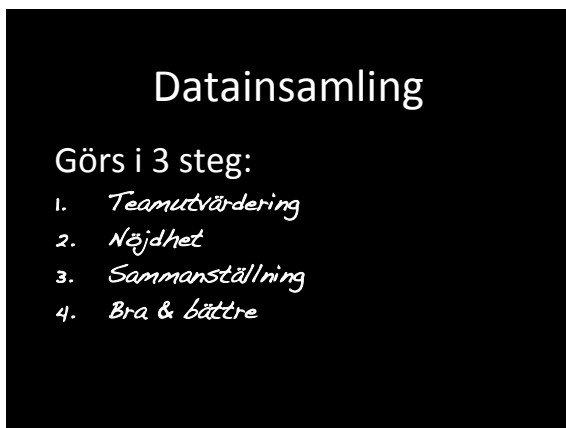 Datainsamling
Görs i 3 steg:
1. Teamutvärdering
2. Nöjdhet
3. Sammanställning
4. Bra & bättre